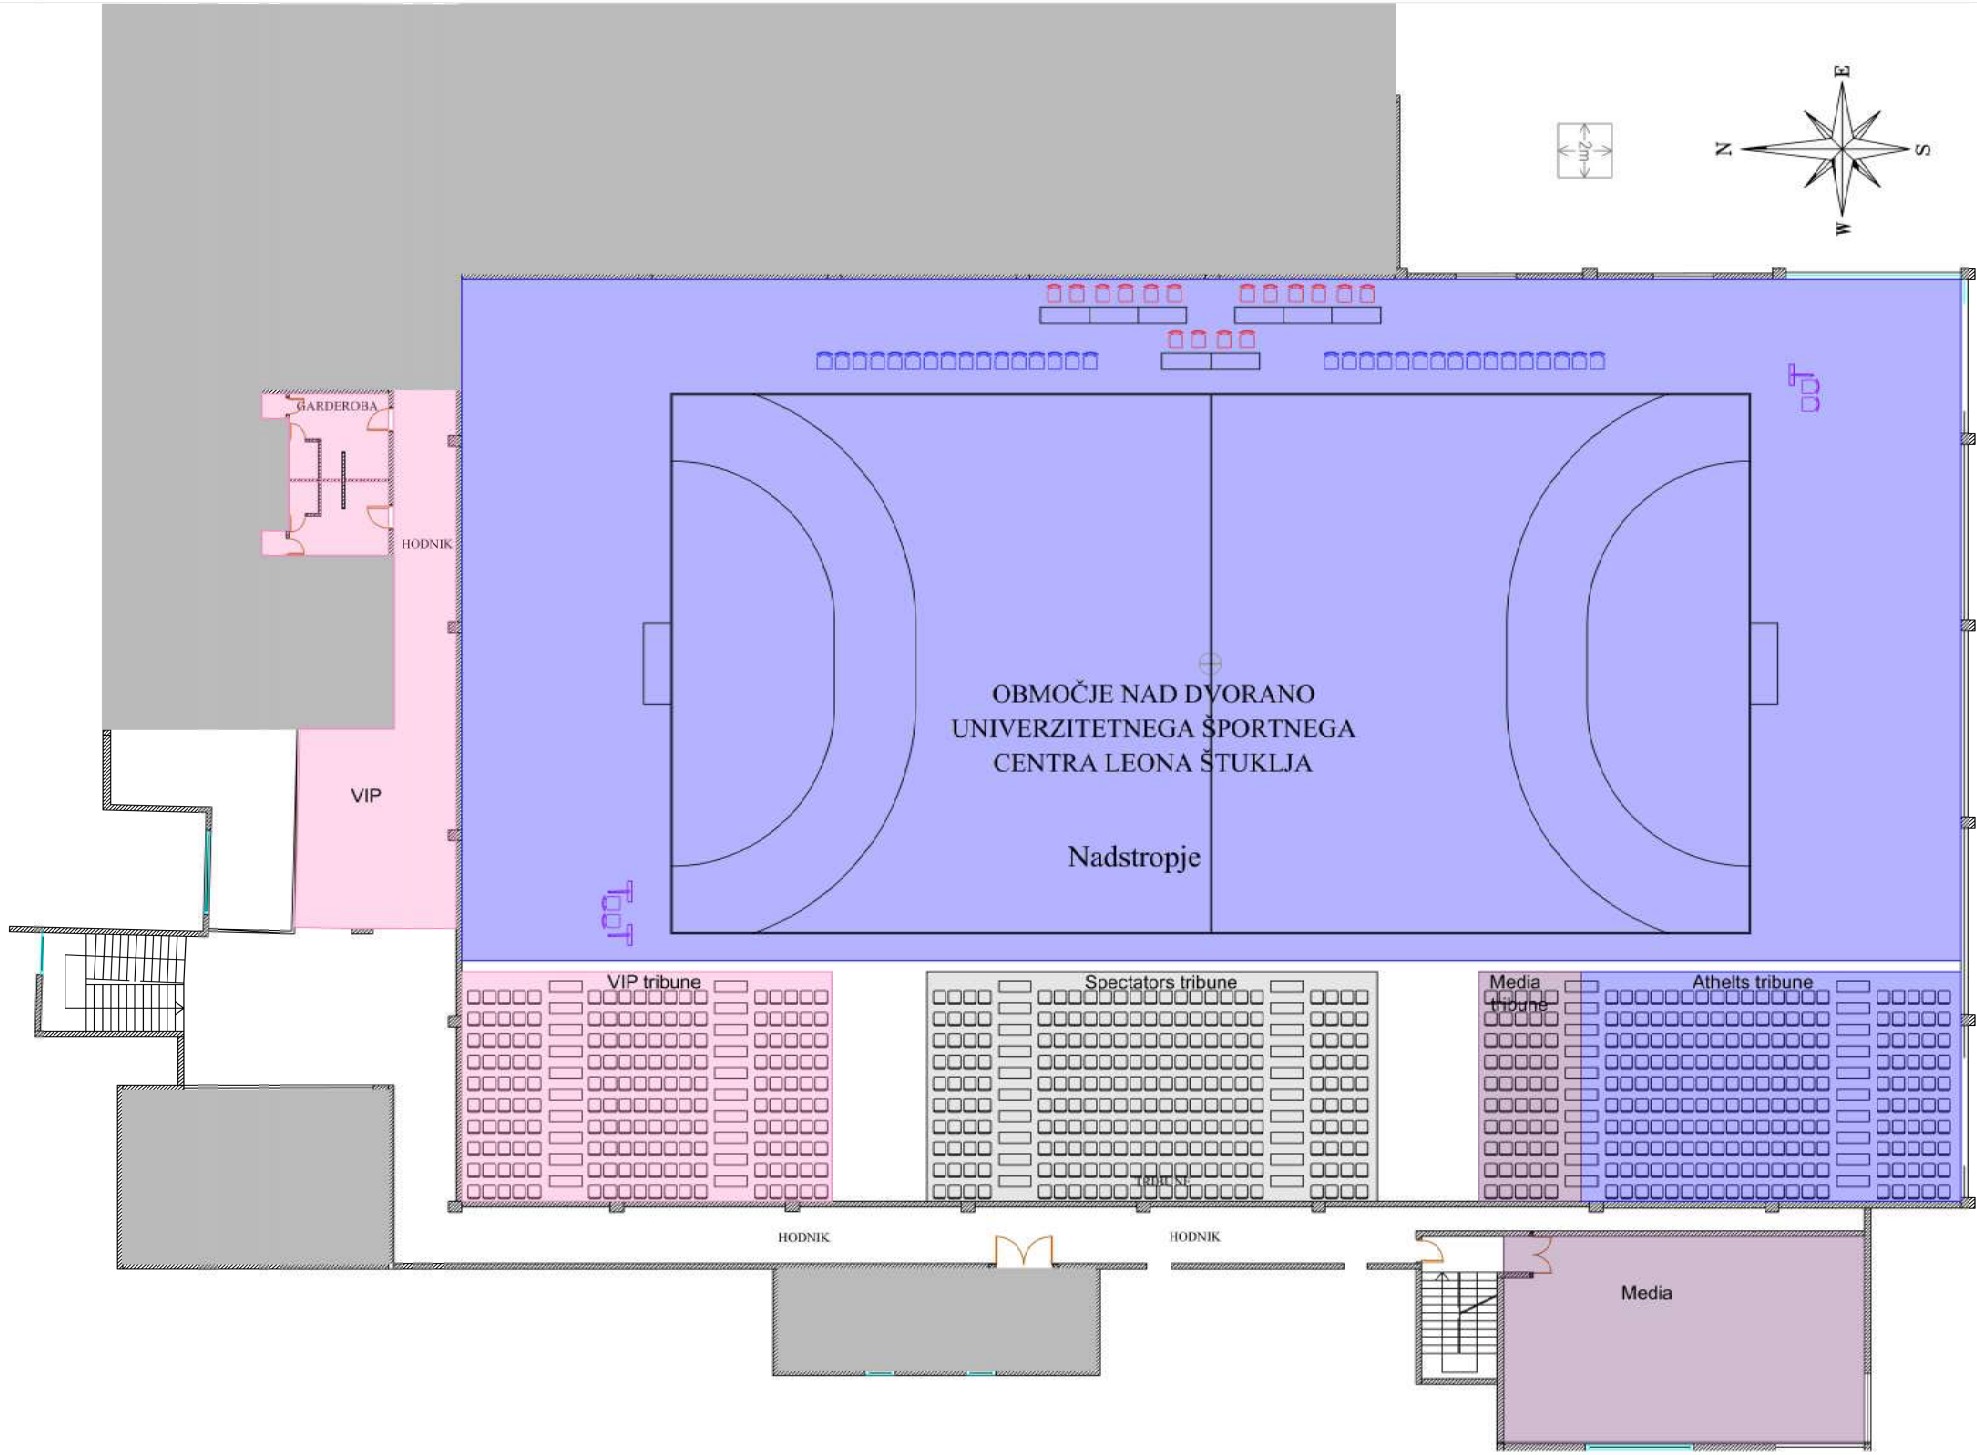 E
N
S
W
2m
GARDEROBA
HODNIK
VIP
OBMOČJE NAD DVORANO
UNIVERZITETNEGA ŠPORTNEGA
CENTRA LEONA ŠTUKLJA
Nadstropje
VIP tribune
Spectators tribune
Media
tribune
Athelts tribune
TRIBUNE
HODNIK
HODNIK
Media